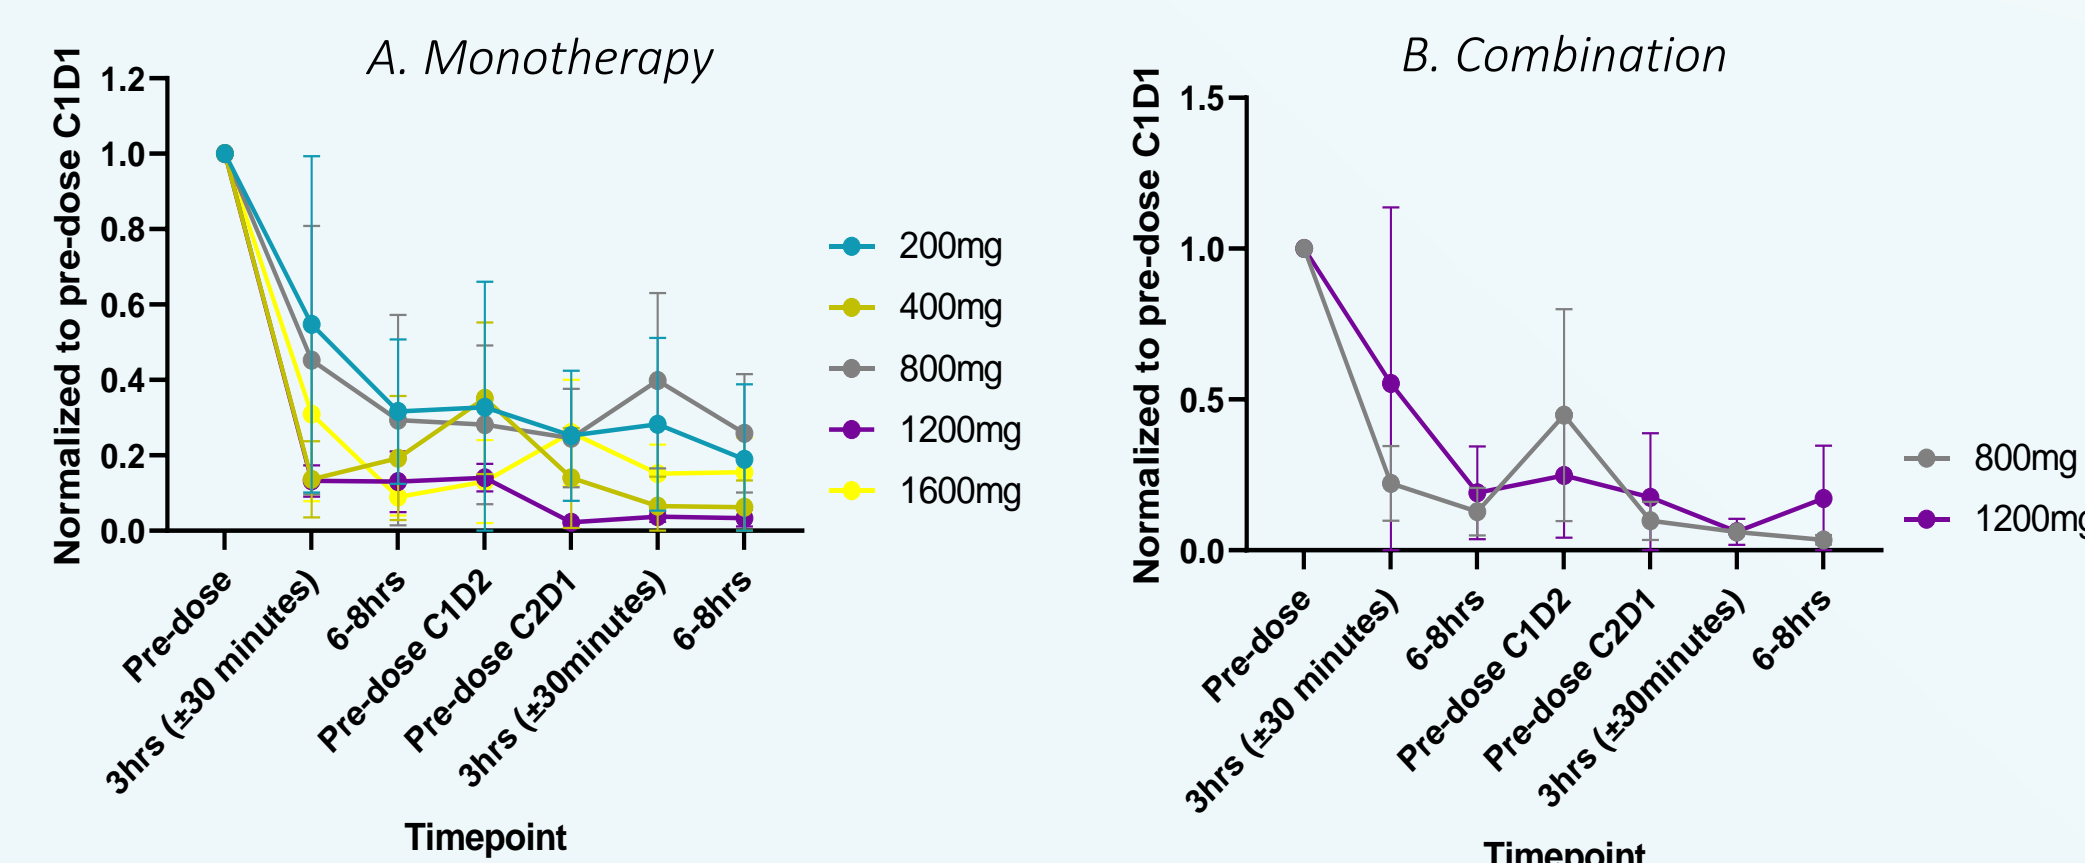 A. Monotherapy
Normalized to pre-dose C1D1
1.2
1.0
0.8
0.6
0.4
0.2
0.0
Pre-dose
3hrs (±30 minutes)
6-8hrs
Pre-dose C1D2
Pre-dose C2D1
3hrs (±30minutes)
6-8hrs
Timepoint
200mg
400mg
800mg
1200mg
1600mg
B. Combination
Normalized to pre-dose C1D1
1.5
1.0
0.5
0.0
Pre-dose
3hrs (±30 minutes)
6-8hrs
Pre-dose C1D2
Pre-dose C2D1
3hrs (±30minutes)
6-8hrs
Timepoint
800mg
1200mg